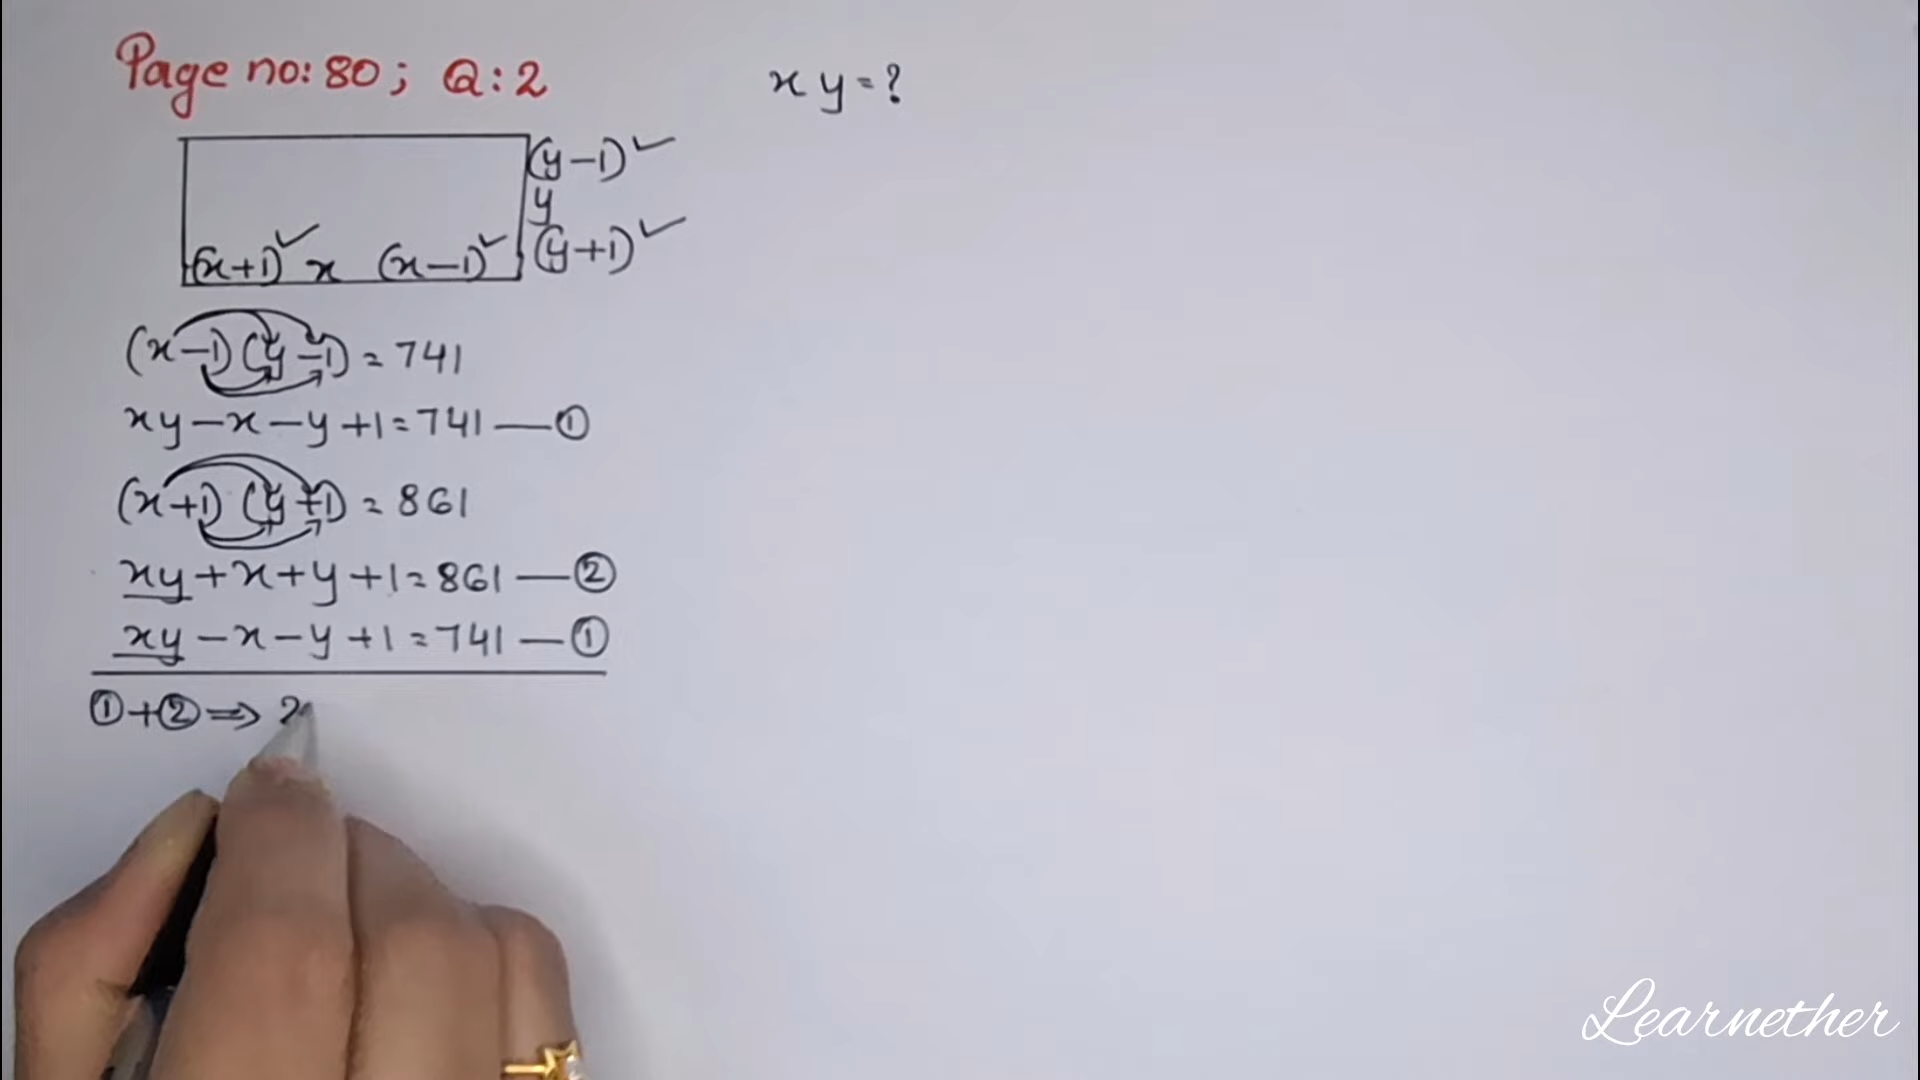 Page no: 80; Q: 2
xy = ?
(y-1) ✓
y
(y+1) ✓
(x+1) ✓ x (x-1) ✓
(x-1)(y-1) = 741
xy-x-y+1 = 741 — ①
(x+1)(y+1) = 861
xy+x+y+1 = 861 — ②
xy-x-y+1 = 741 — ①
①+② ⇒ 2
Learnether